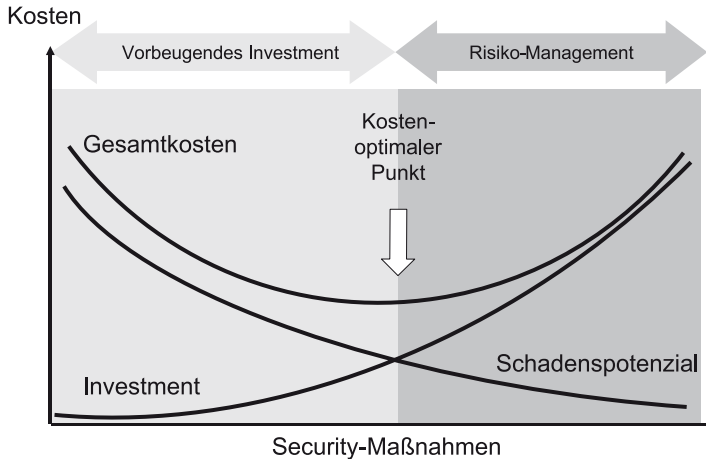 Kosten
Vorbeugendes Investment
Risiko-Management
Gesamtkosten
Kosten-
optimaler
Punkt
Investment
Schadenspotenzial
Security-Maßnahmen